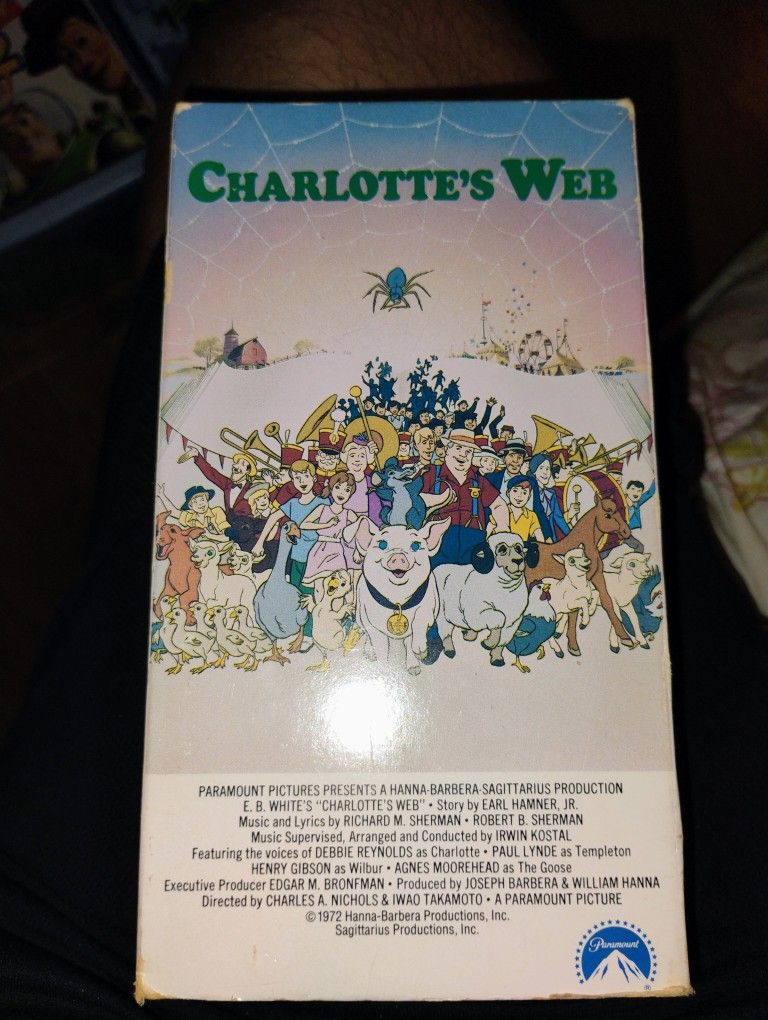 CHARLOTTE'S WEB
PARAMOUNT PICTURES PRESENTS A HANNA-BARBERA-SAGITTARIUS PRODUCTION
E. B. WHITE'S "CHARLOTTE'S WEB" • Story by EARL HAMNER, JR.
Music and Lyrics by RICHARD M. SHERMAN • ROBERT B. SHERMAN
Music Supervised, Arranged and Conducted by IRWIN KOSTAL
Featuring the voices of DEBBIE REYNOLDS as Charlotte • PAUL LYNDE as Templeton
HENRY GIBSON as Wilbur • AGNES MOOREHEAD as The Goose
Executive Producer EDGAR M. BRONFMAN • Produced by JOSEPH BARBERA & WILLIAM HANNA
Directed by CHARLES A. NICHOLS & IWAO TAKAMOTO • A PARAMOUNT PICTURE
©1972 Hanna-Barbera Productions, Inc.
Sagittarius Productions, Inc.
Paramount
®